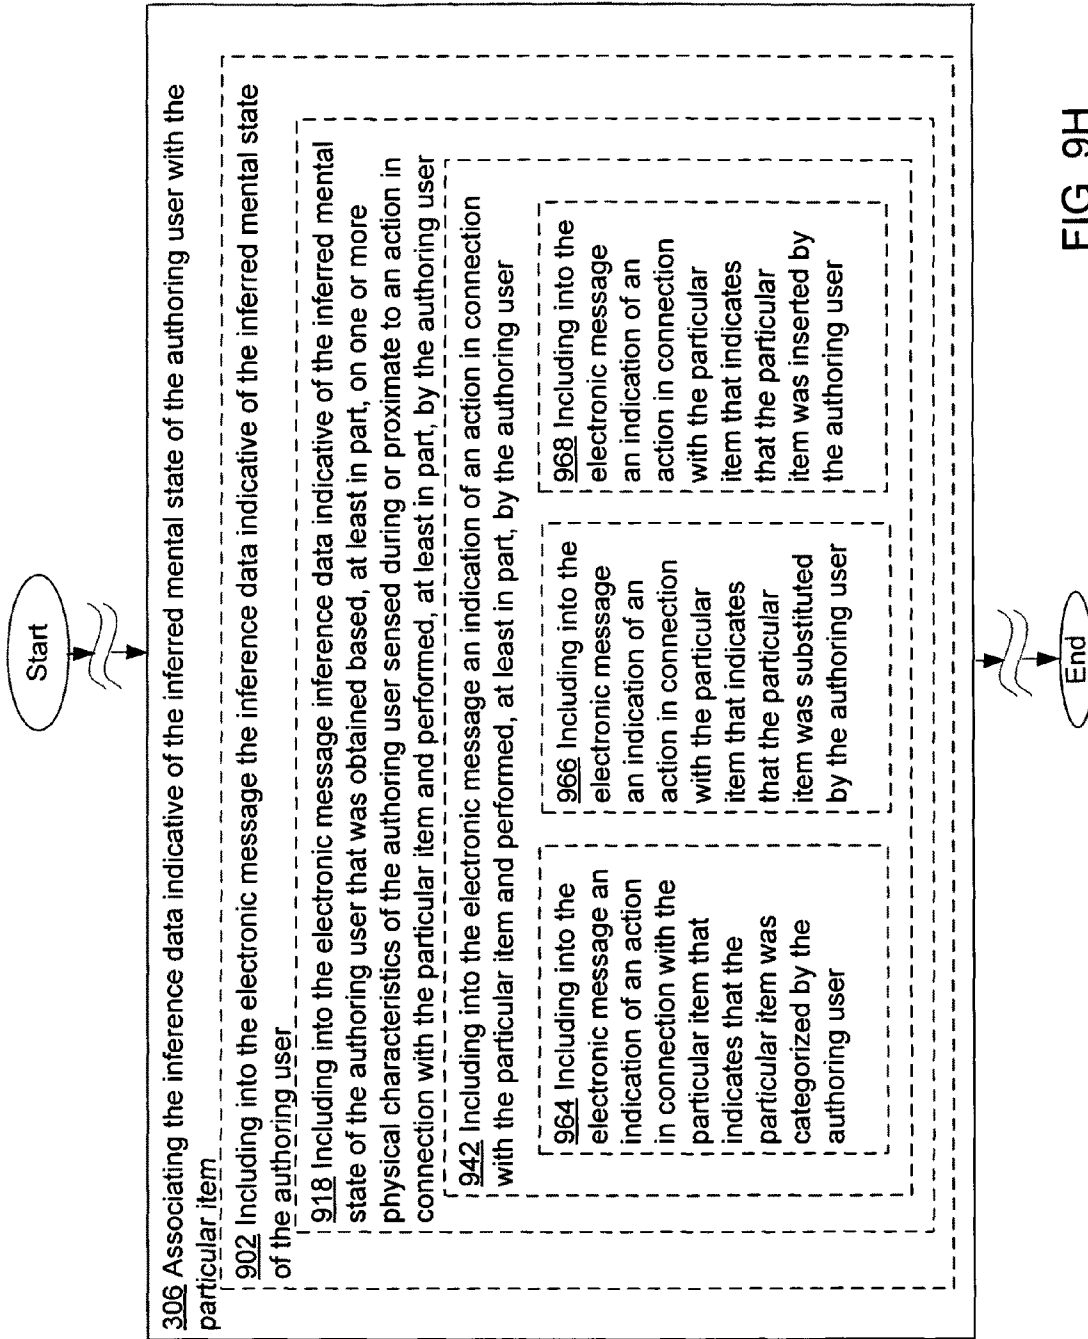 Start
306 Associating the inference data indicative of the inferred mental state of the authoring user with the
particular item
902 Including into the electronic message the inference data indicative of the inferred mental state
of the authoring user
918 Including into the electronic message inference data indicative of the inferred mental
state of the authoring user that was obtained based, at least in part, on one or more
physical characteristics of the authoring user sensed during or proximate to an action in
connection with the particular item and performed, at least in part, by the authoring user
942 Including into the electronic message an indication of an action in connection
with the particular item and performed, at least in part, by the authoring user
964 Including into the
electronic message an
indication of an action
in connection with the
particular item that
indicates that the
particular item was
categorized by the
authoring user
966 Including into the
electronic message
an indication of an
action in connection
with the particular
item that indicates
that the particular
item was substituted
by the authoring user
968 Including into the
electronic message
an indication of an
action in connection
with the particular
item that indicates
that the particular
item was inserted by
the authoring user
End
FIG. 9H